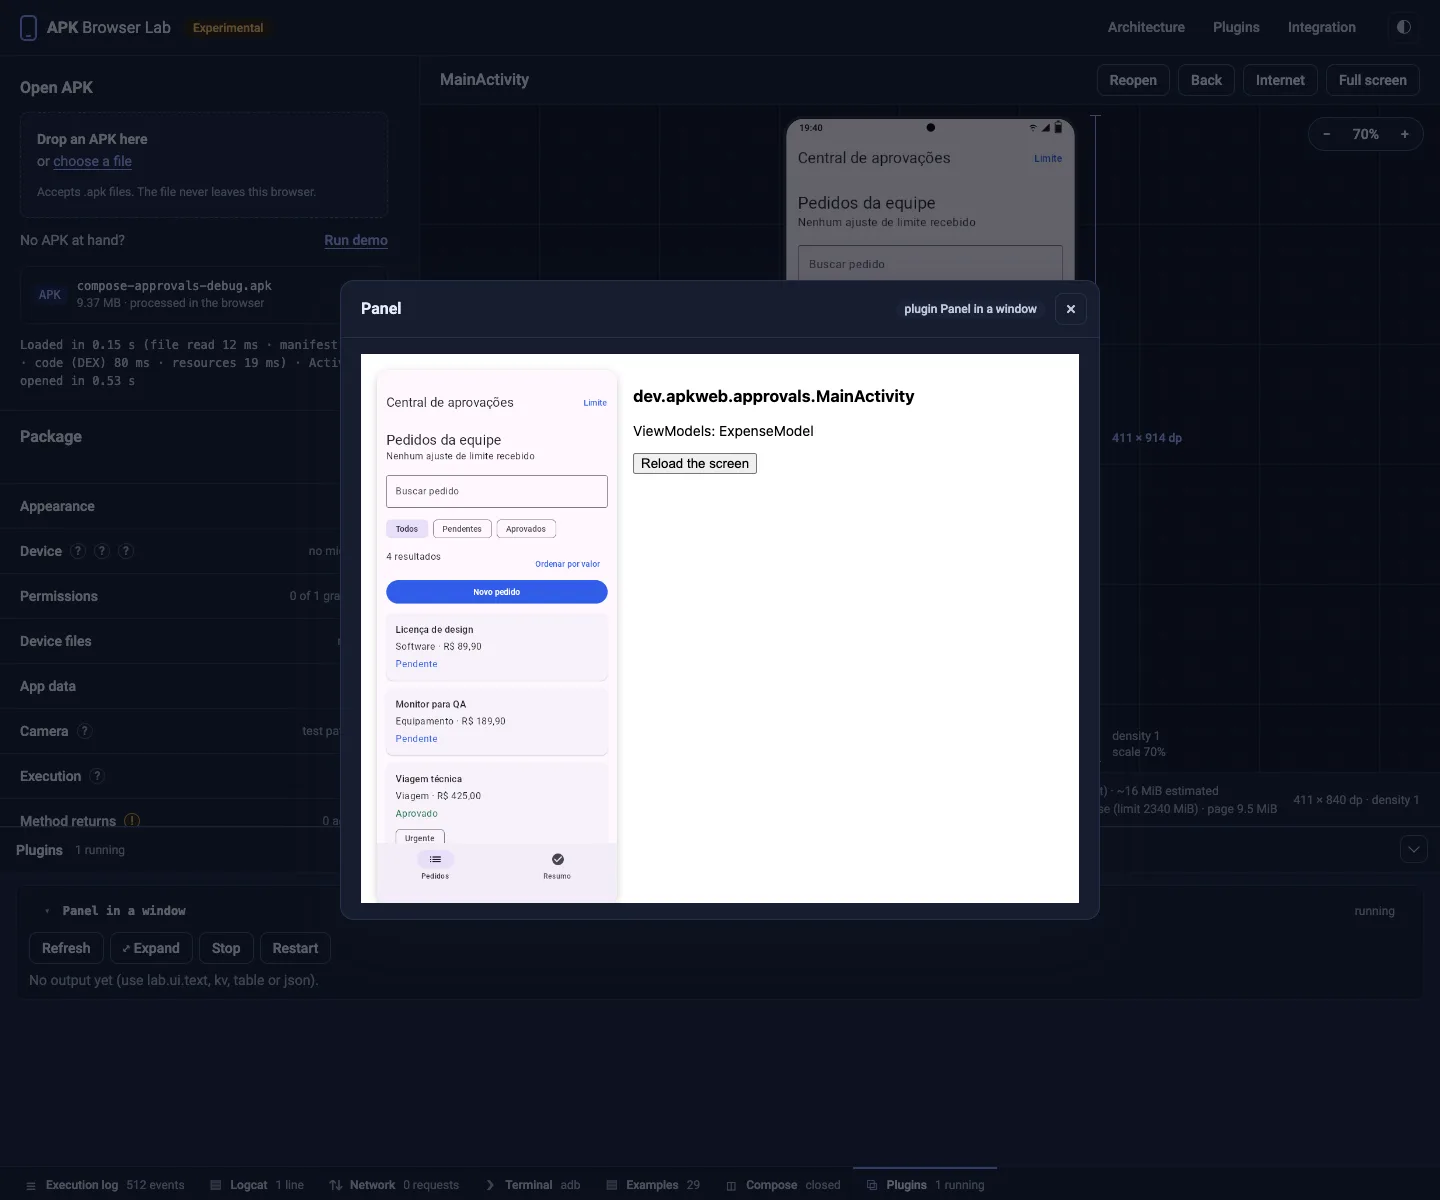 APK Browser Lab Experimental
Architecture Plugins Integration
Open APK
Drop an APK here
or choose a file
Accepts .apk files. The file never leaves this browser.
No APK at hand? Run demo
APK compose-approvals-debug.apk
9.37 MB · processed in the browser
Loaded in 0.15 s (file read 12 ms · manifest
· code (DEX) 80 ms · resources 19 ms) ·
opened in 0.53 s
Package
Appearance
Device ? ? ?
Permissions 0 of 1
Device files
App data
Camera ? test
Execution ?
Method returns !
MainActivity
Reopen Back Internet Full screen
− 70% +
19:40
Central de aprovações Limite
Pedidos da equipe
Nenhum ajuste de limite recebido
Buscar pedido
411 × 914 dp
density 1
scale 70%
· ~16 MiB estimated
(limit 2340 MiB) · page 9.5 MiB
411 × 840 dp · density 1
Panel
plugin Panel in a window ×
Central de aprovações Limite
Pedidos da equipe
Nenhum ajuste de limite recebido
Buscar pedido
Todos Pendentes Aprovados
4 resultados
Ordenar por valor
Novo pedido
Licença de design
Software · R$ 89,90
Pendente
Monitor para QA
Equipamento · R$ 189,90
Pendente
Viagem técnica
Viagem · R$ 425,00
Aprovado
Urgente
Pedidos Resumo
dev.apkweb.approvals.MainActivity
ViewModels: ExpenseModel
Reload the screen
Plugins 1 running
Panel in a window running
Refresh Expand Stop Restart
No output yet (use lab.ui.text, kv, table or json).
Execution log 512 events Logcat 1 line Network 0 requests Terminal adb Examples 29 Compose closed Plugins 1 running